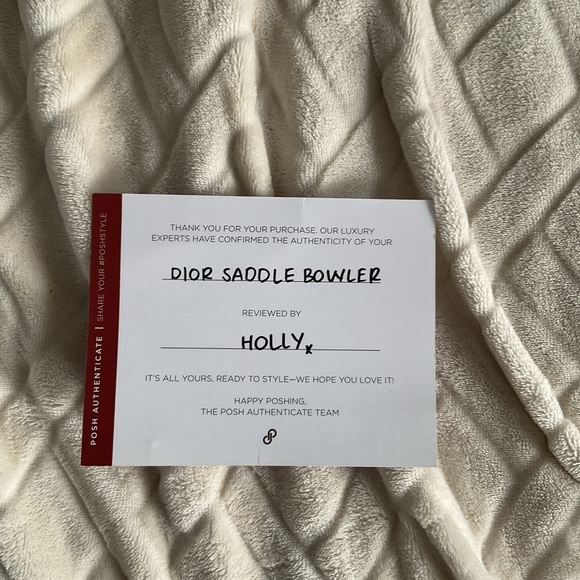 THANK YOU FOR YOUR PURCHASE. OUR LUXURY
EXPERTS HAVE CONFIRMED THE AUTHENTICITY OF YOUR
DIOR SADDLE BOWLER
REVIEWED BY
HOLLY x
IT'S ALL YOURS, READY TO STYLE—WE HOPE YOU LOVE IT!
HAPPY POSHING,
THE POSH AUTHENTICATE TEAM
POSH AUTHENTICATE | SHARE YOUR #POSHSTYLE